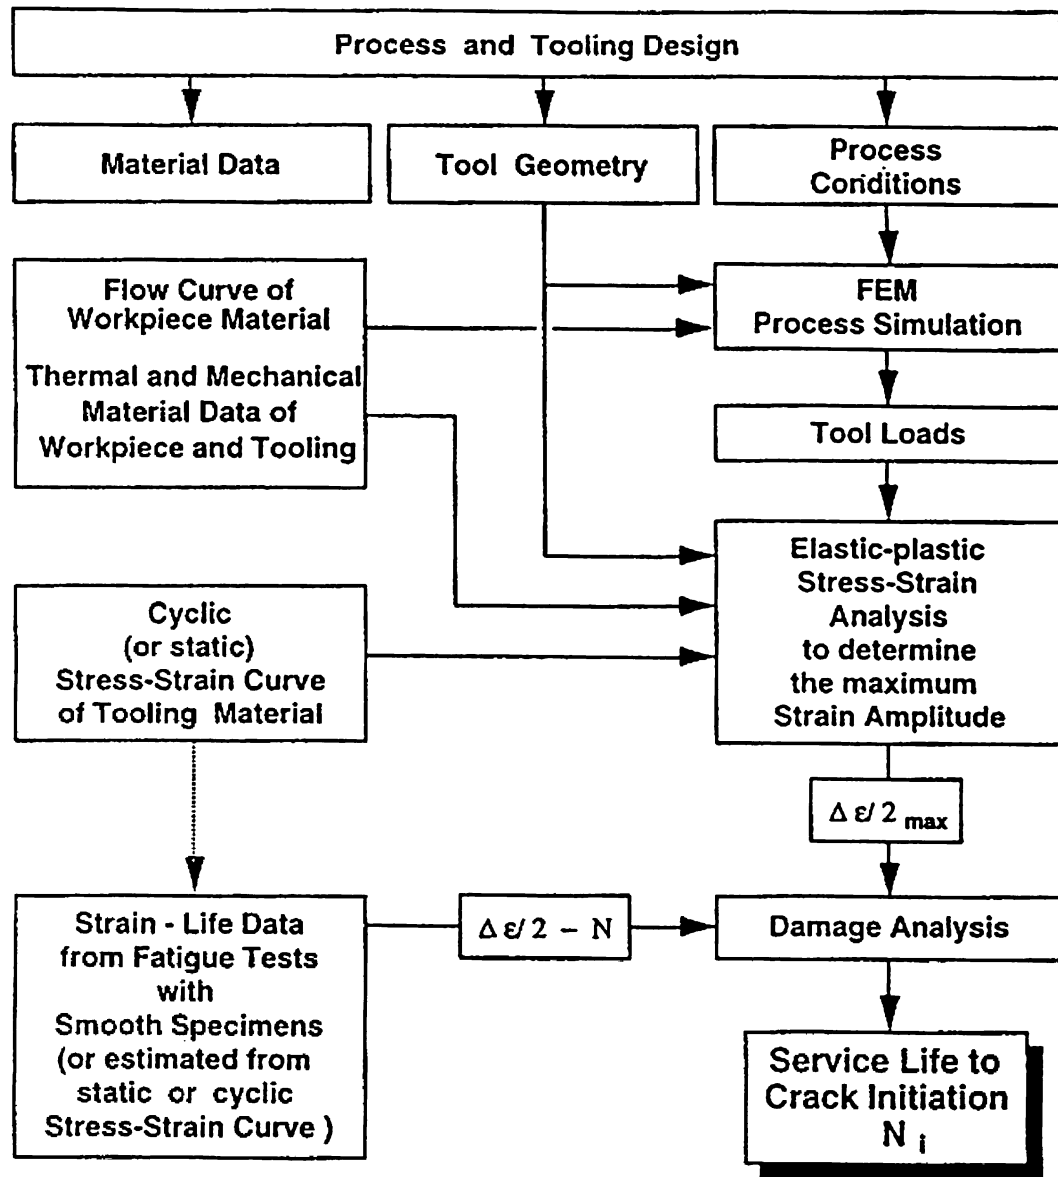 Process and Tooling Design
Material Data
Tool Geometry
Process
Conditions
Flow Curve of
Workpiece Material
Thermal and Mechanical
Material Data of
Workpiece and Tooling
FEM
Process Simulation
Tool Loads
Cyclic
(or static)
Stress-Strain Curve
of Tooling Material
Elastic-plastic
Stress-Strain
Analysis
to determine
the maximum
Strain Amplitude
Δ ε/ 2 max
Strain - Life Data
from Fatigue Tests
with
Smooth Specimens
(or estimated from
static or cyclic
Stress-Strain Curve )
Δ ε/ 2 – N
Damage Analysis
Service Life to
Crack Initiation
N i